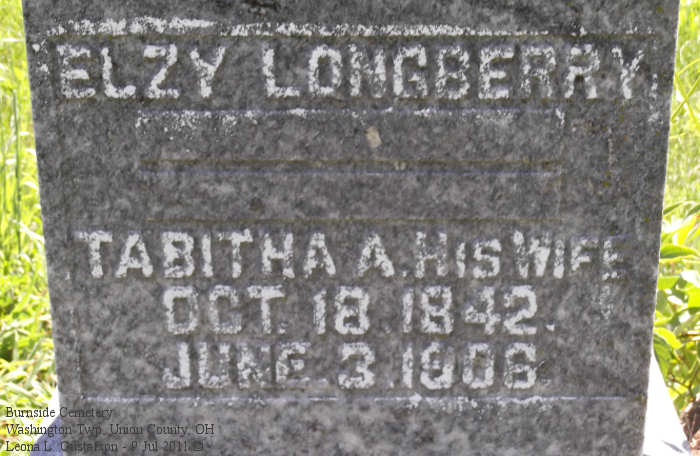 ELZY LONGBERRY
TABITHA A. HIS WIFE
OCT. 18. 1842.
JUNE. 3. 1906.
Burnside Cemetery
Washington Twp, Union County, OH
Leona L. Gustafson - 9 Jul 2011 ©